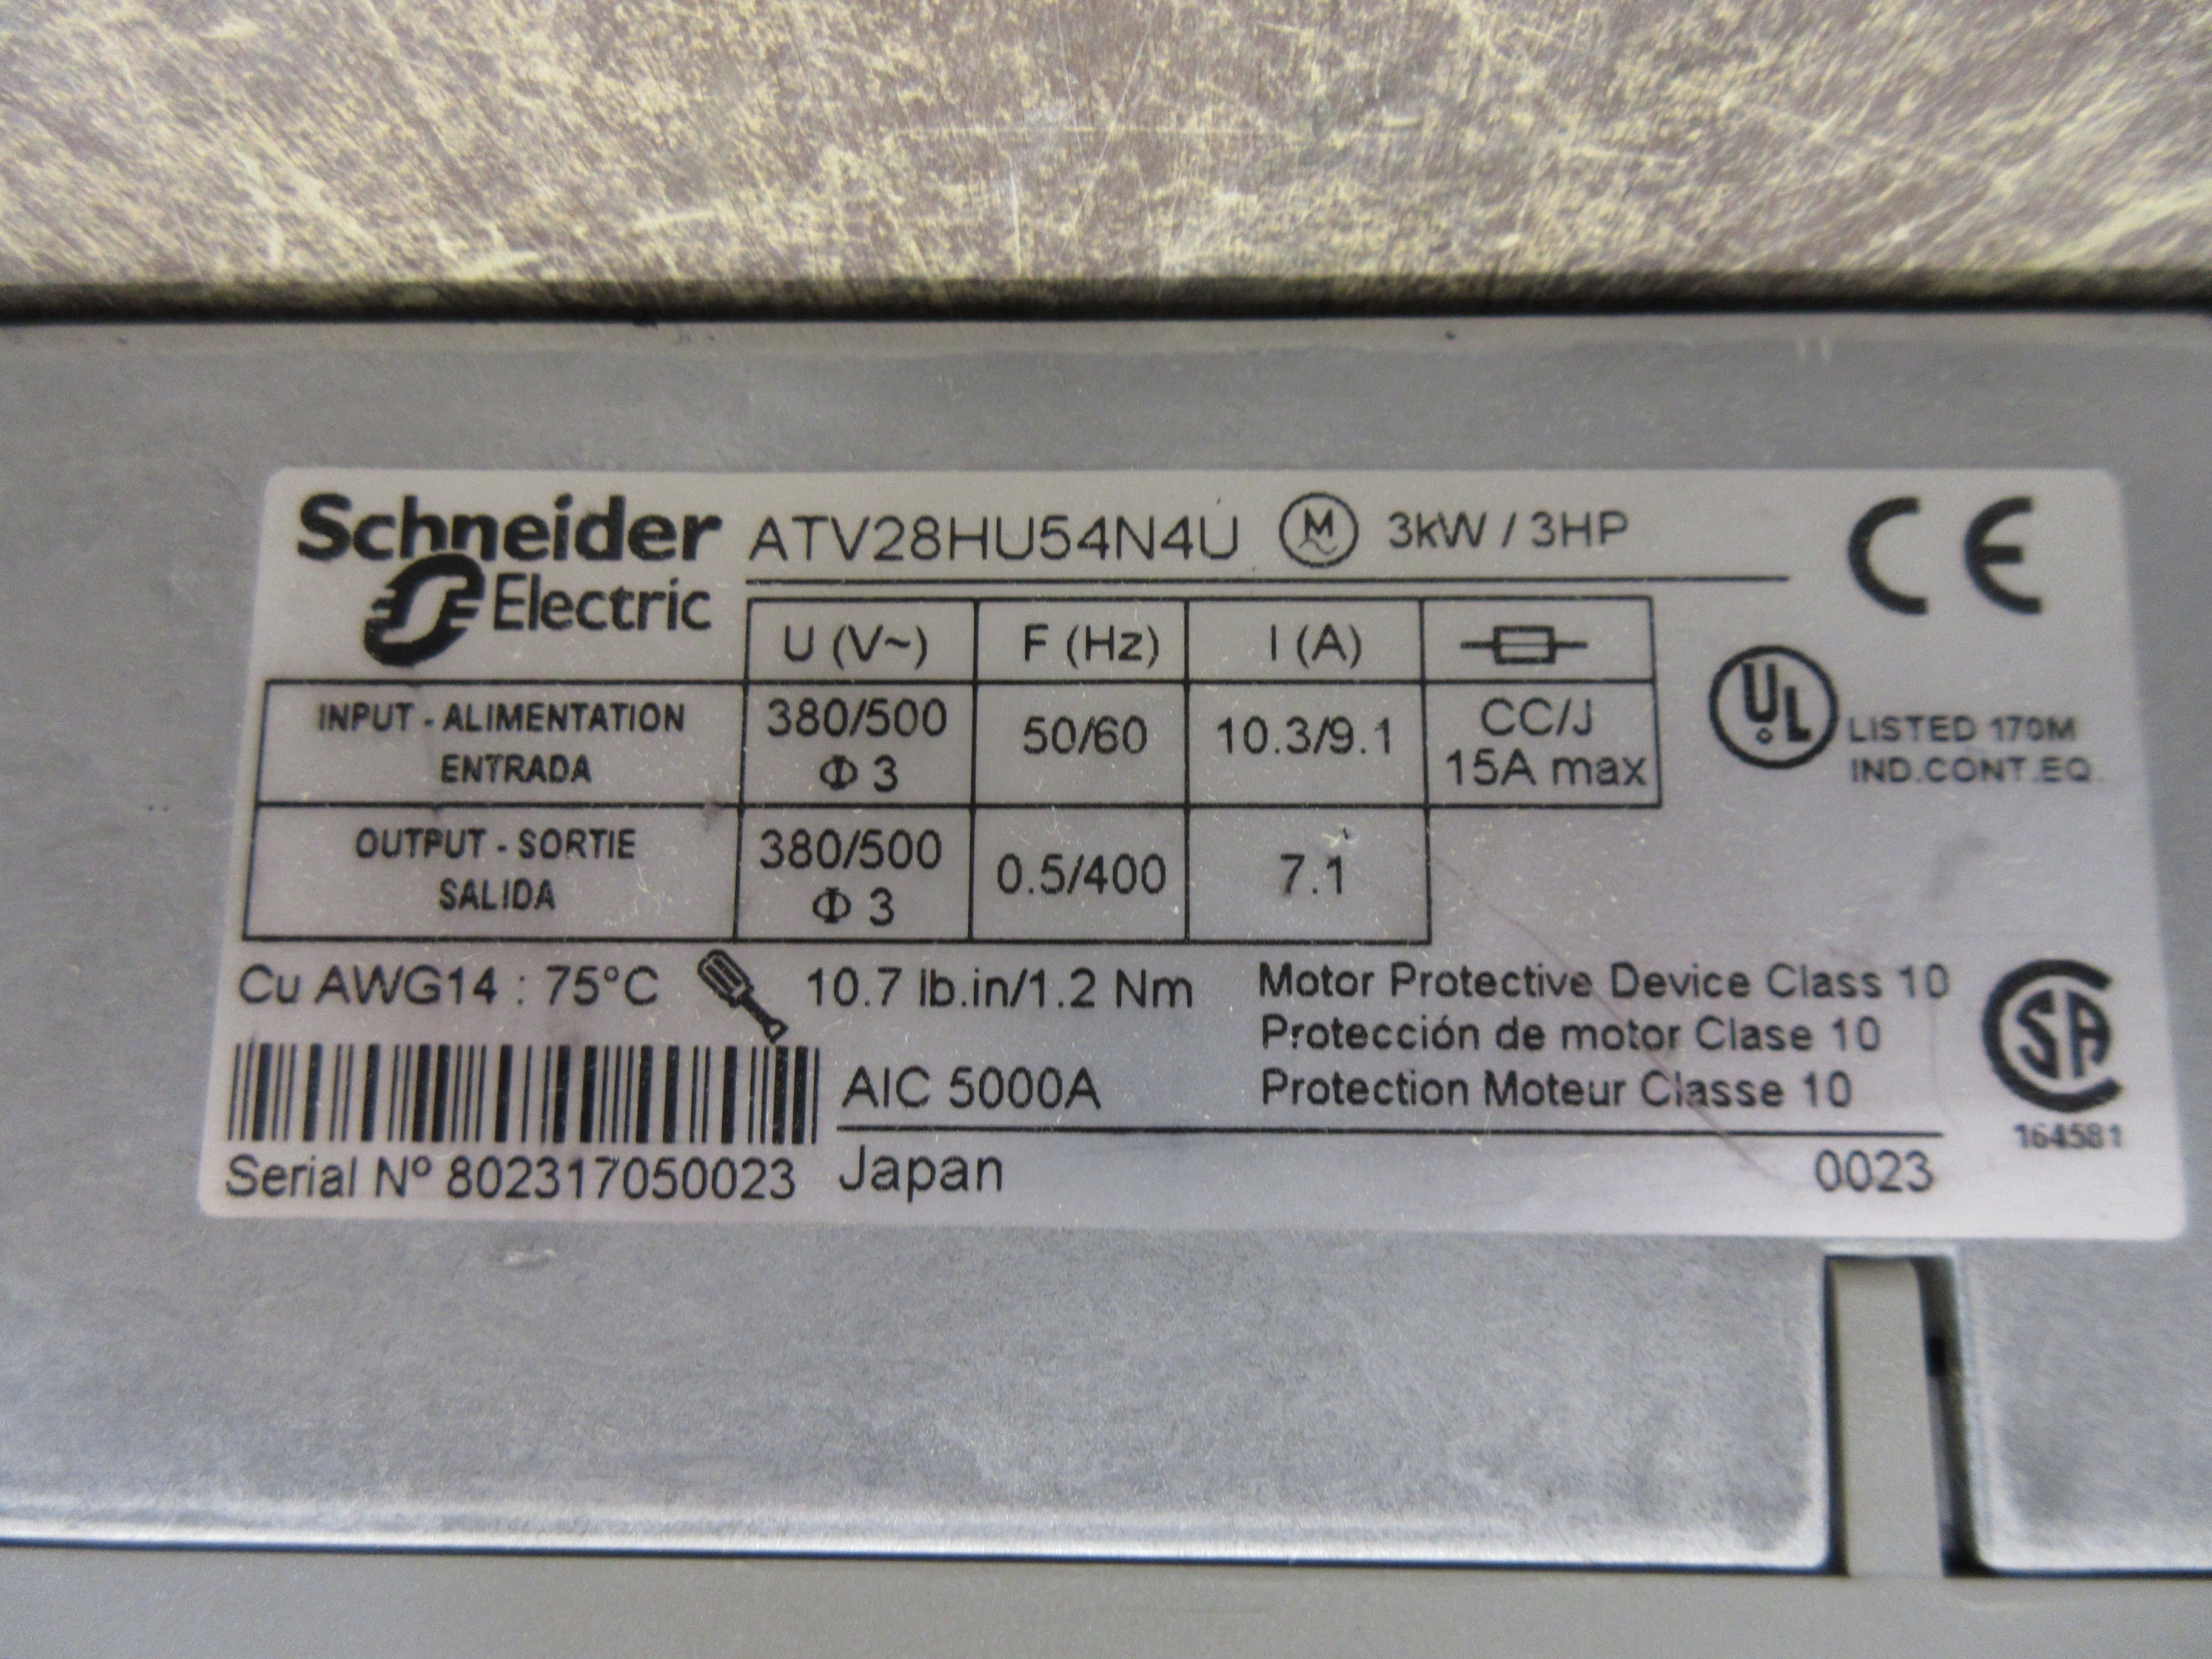 Schneider Electric
ATV28HU54N4U M 3kW / 3HP
CE
U (V~) F (Hz) I (A)
INPUT - ALIMENTATION ENTRADA 380/500 Φ 3 50/60 10.3/9.1 CC/J 15A max
UL LISTED 170M
IND.CONT.EQ.
OUTPUT - SORTIE SALIDA 380/500 Φ 3 0.5/400 7.1
Cu AWG14 : 75°C 10.7 lb.in/1.2 Nm
Motor Protective Device Class 10
Protección de motor Clase 10
Protection Moteur Classe 10
SA
164581
AIC 5000A
Serial Nº 802317050023
Japan 0023